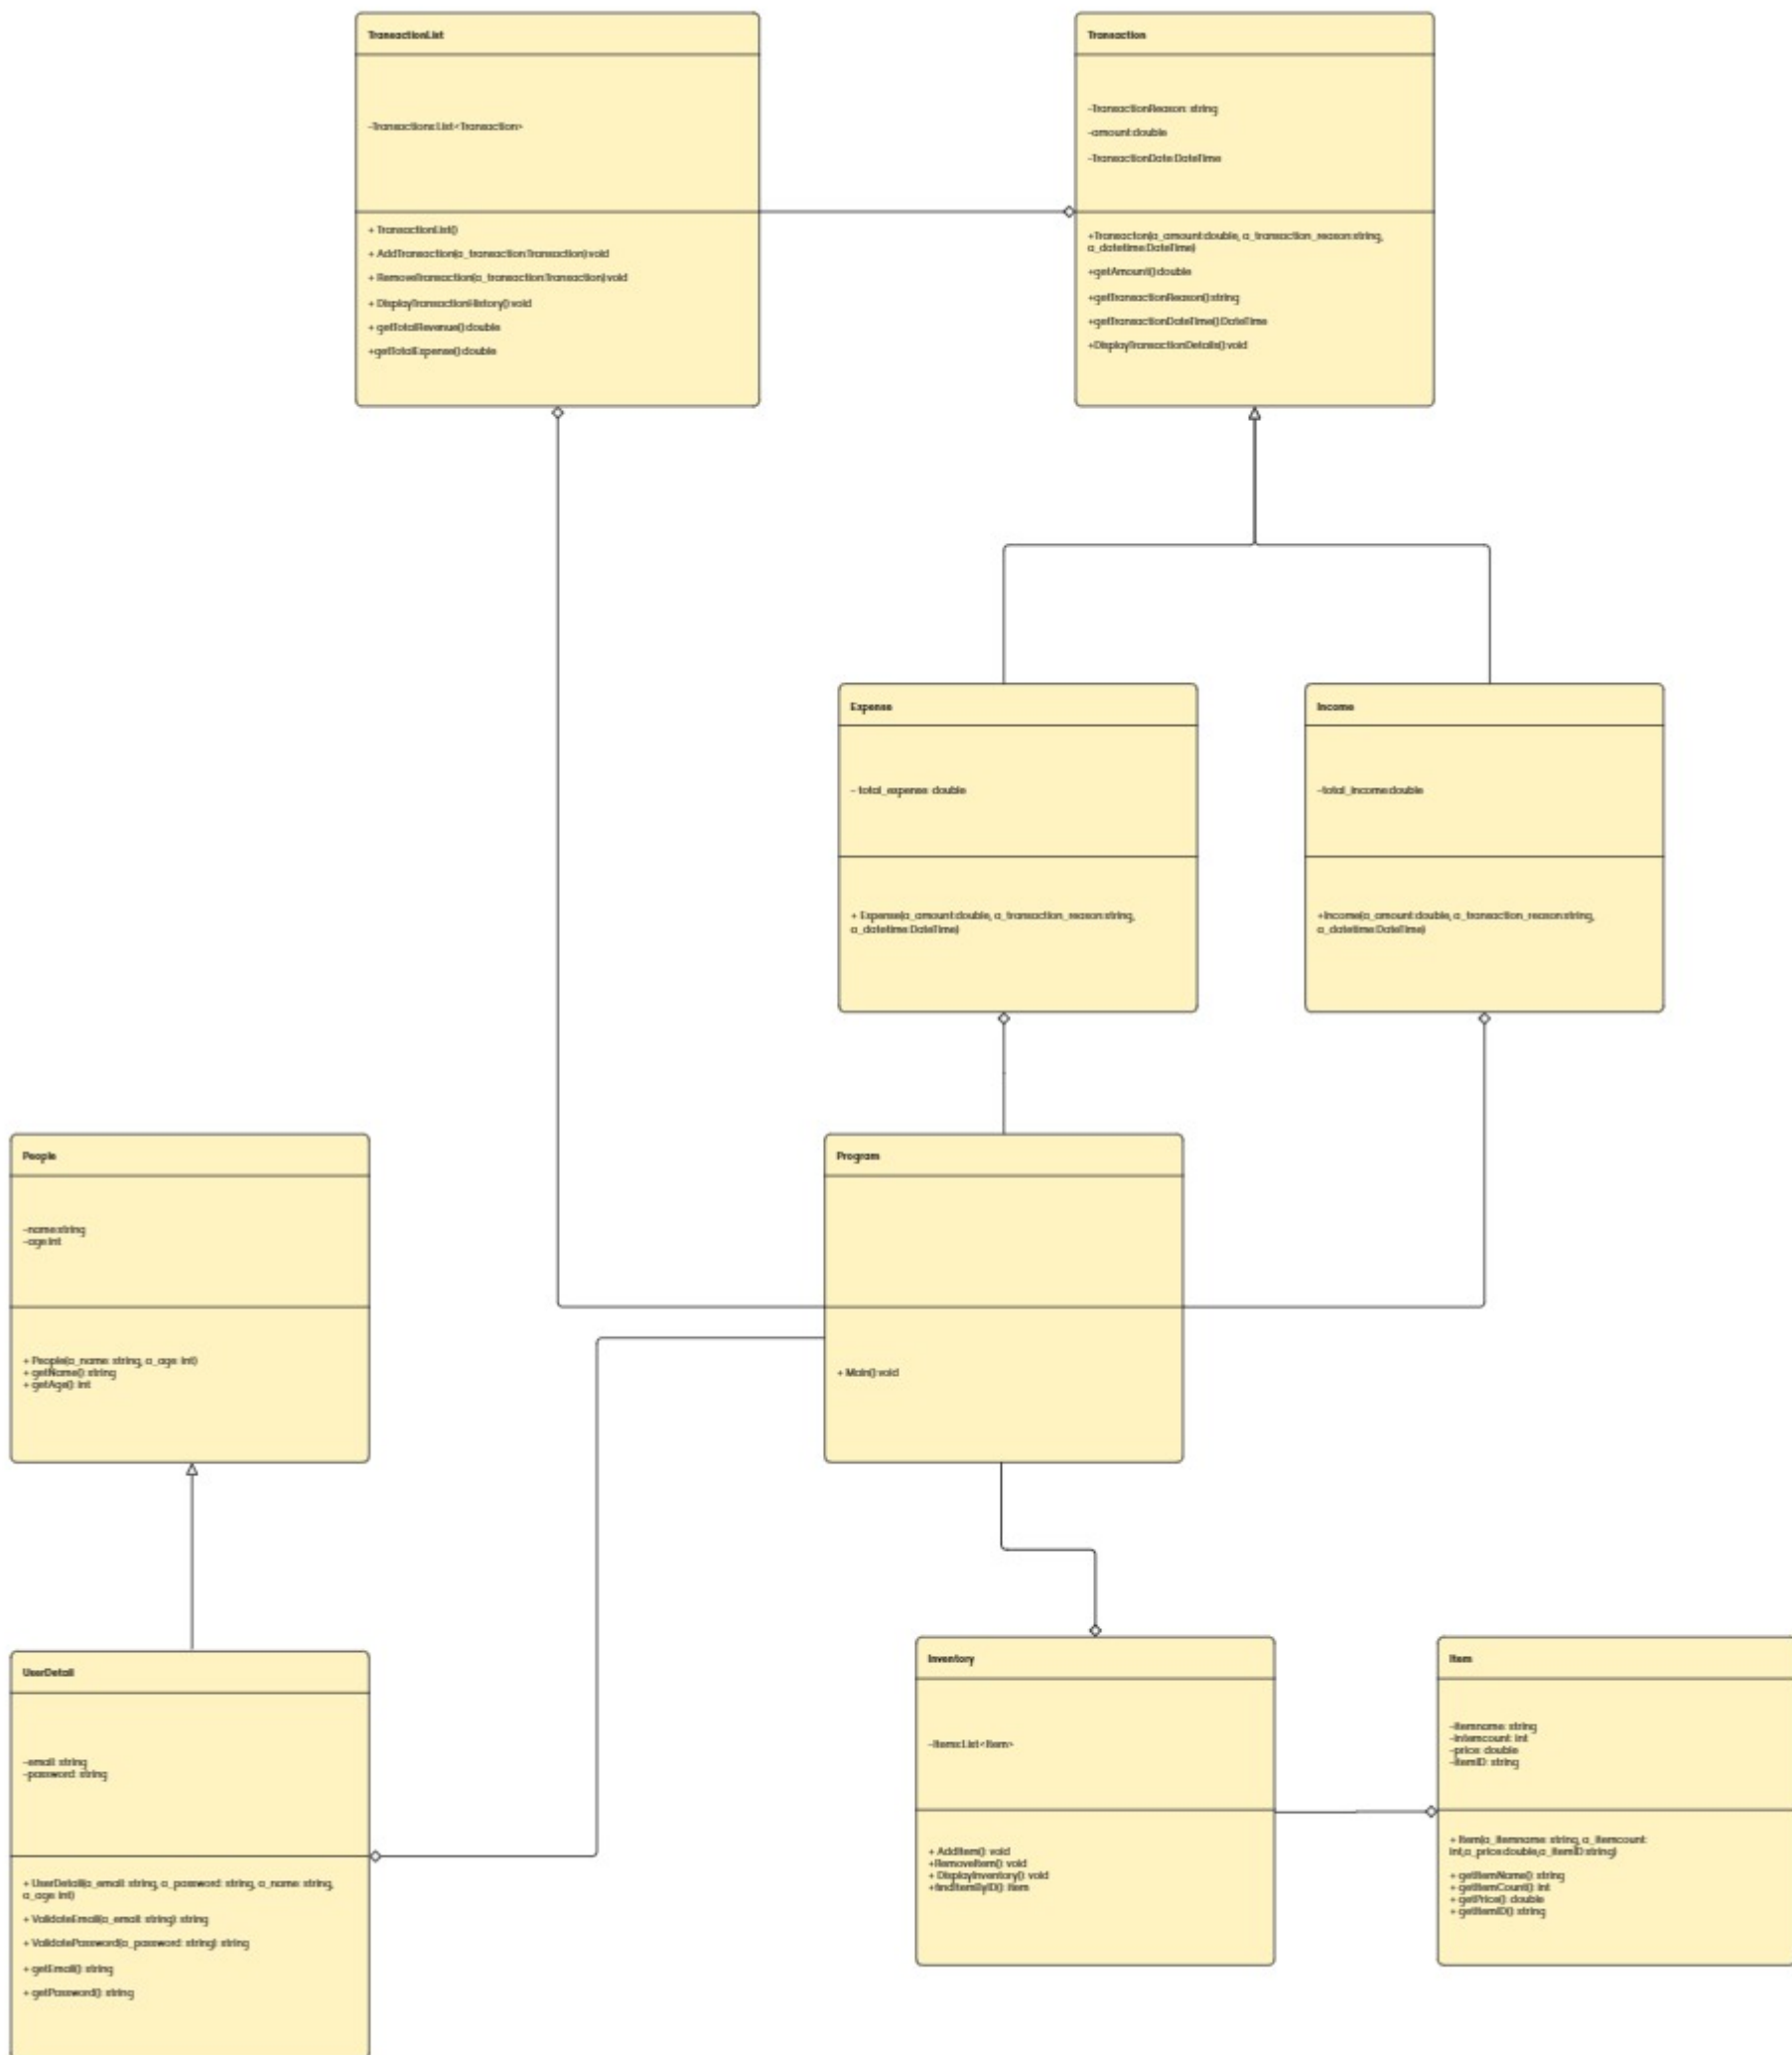 TransactionList
-Transactions:List<Transaction>
+ TransactionList()
+ AddTransaction(a_transaction:Transaction):void
+ RemoveTransaction(a_transaction:Transaction):void
+ DisplayTransactionHistory():void
+ getTotalRevenue():double
+getTotalExpense():double
Transaction
-TransactionReason: string
-amount:double
-TransactionDate:DateTime
+Transacton(a_amount:double, a_transaction_reason:string,
a_datetime:DateTime)
+getAmount():double
+getTransactionReason():string
+getTransactionDateTime():DateTime
+DisplayTransactionDetails():void
Expense
- total_expense: double
+ Expense(a_amount:double, a_transaction_reason:string,
a_datetime:DateTime)
Income
-total_income:double
+Income(a_amount:double, a_transaction_reason:string,
a_datetime:DateTime)
People
-name:string
-age:int
+ People(a_name: string, a_age: int)
+ getName(): string
+ getAge(): int
Program
+ Main():void
UserDetail
-email: string
-password: string
+ UserDetail(a_email: string, a_password: string, a_name: string,
a_age: int)
+ ValidateEmail(a_email: string): string
+ ValidatePassword(a_password: string): string
+ getEmail(): string
+ getPassword(): string
Inventory
-Items:List<Item>
+ AddItem(): void
+RemoveItem(): void
+ DisplayInventory(): void
+findItemByID(): Item
Item
-Itemname: string
-Intemcount: int
-price: double
-ItemID: string
+ Item(a_itemname: string, a_itemcount:
int,a_price:double,a_itemID:string)
+ getItemName(): string
+ getItemCount(): int
+ getPrice(): double
+ getItemID(): string